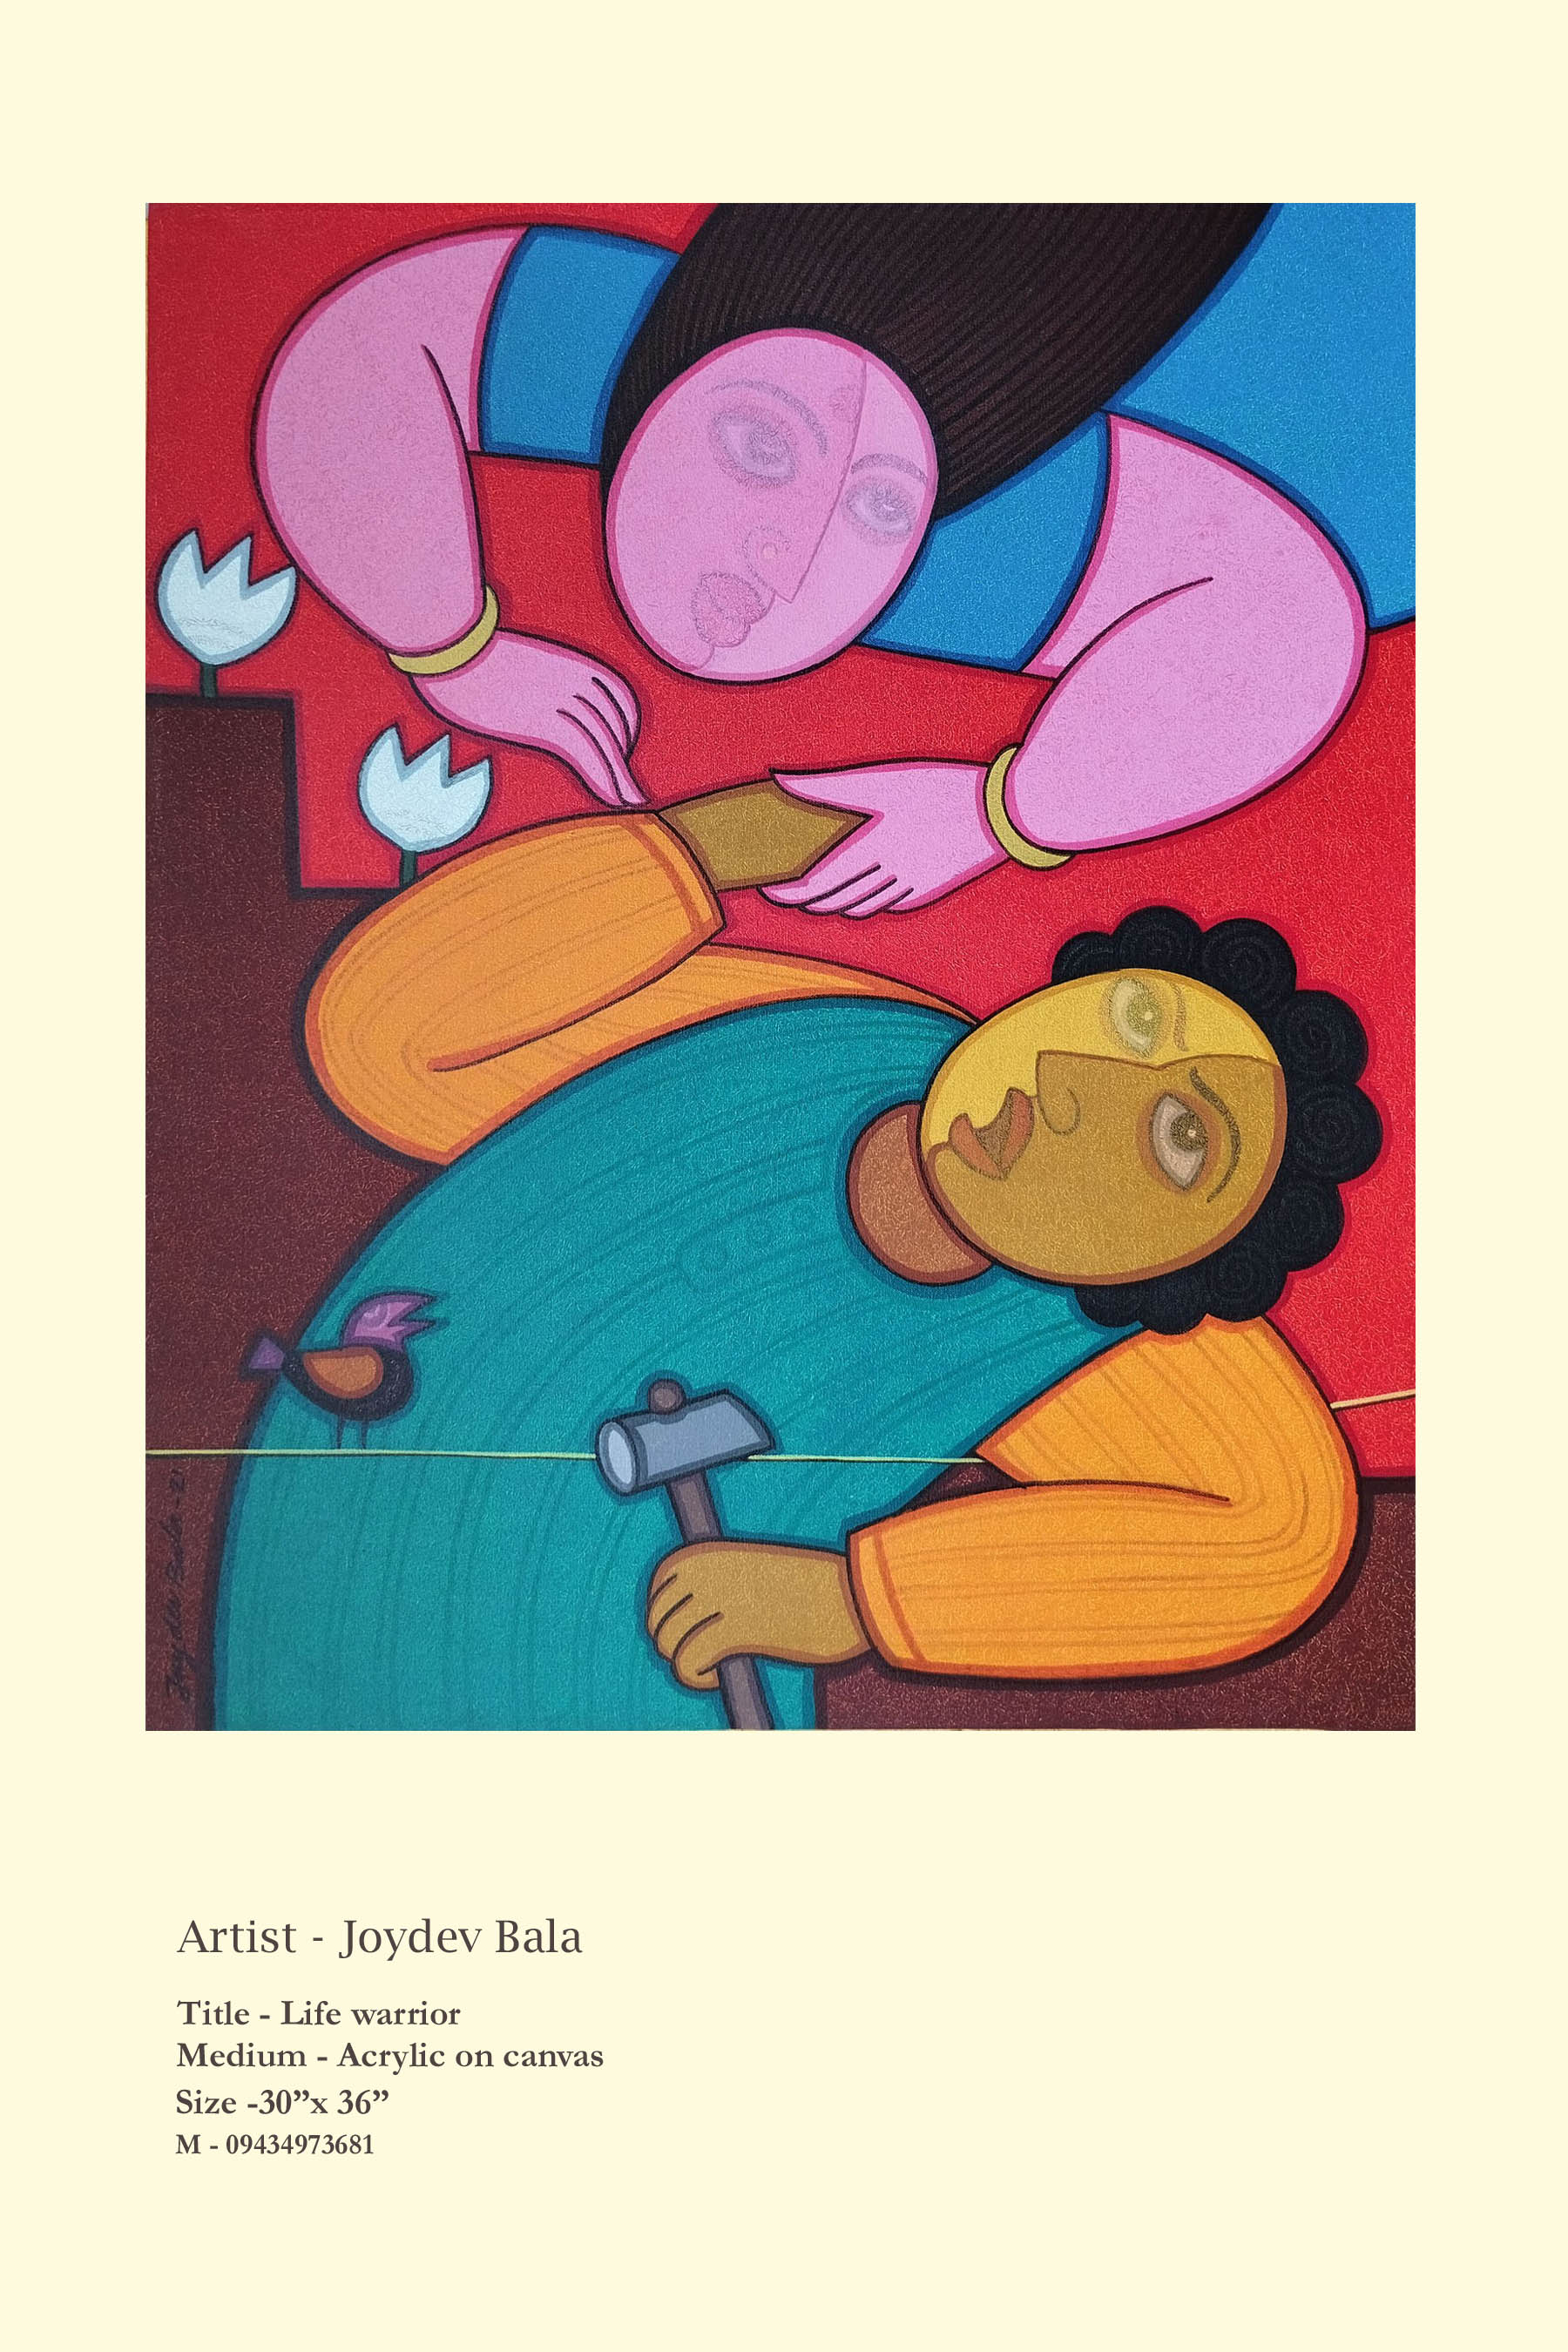 Joydev Bala - 21
Artist - Joydev Bala
Title - Life warrior
Medium - Acrylic on canvas
Size -30”x 36”
M - 09434973681